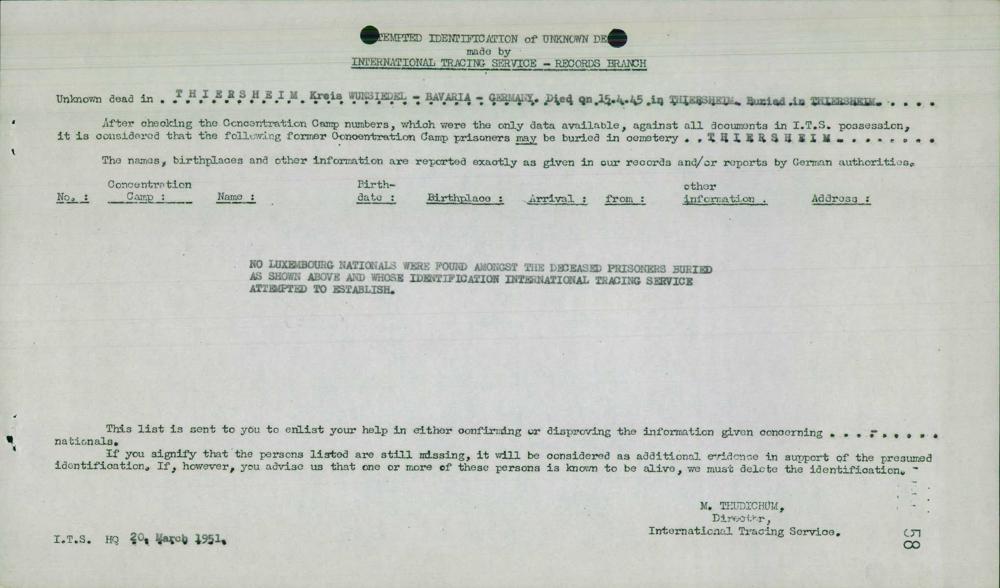 TEMPTED IDENTIFICATION of UNKNOWN DE
made by
INTERNATIONAL TRACING SERVICE - RECORDS BRANCH
Unknown dead in . T H I E R S H E I M Kreis WUNSIEDEL - BAVARIA - GERMANY. Died on 15.4.45 in THIERSHEIM. Buried in THIERSHEIM. . . . .
After checking the Concentration Camp numbers, which were the only data available, against all documents in I.T.S. possession,
it is considered that the following former Concentration Camp prisoners may be buried in cemetery . . T H I E R S H E I M . . . . . . . .
The names, birthplaces and other information are reported exactly as given in our records and/or reports by German authorities.
No. : Concentration Camp : Name : Birth-date : Birthplace : Arrival : from : other information . Address :
NO LUXEMBOURG NATIONALS WERE FOUND AMONGST THE DECEASED PRISONERS BURIED
AS SHOWN ABOVE AND WHOSE IDENTIFICATION INTERNATIONAL TRACING SERVICE
ATTEMPTED TO ESTABLISH.
This list is sent to you to enlist your help in either confirming or disproving the information given concerning . . . . . . . .
nationals.
If you signify that the persons listed are still missing, it will be considered as additional evidence in support of the presumed
identification. If, however, you advise us that one or more of these persons is known to be alive, we must delete the identification. -
M. THUDICHUM,
Director,
International Tracing Service.
I.T.S. HQ 20. March 1951.
58